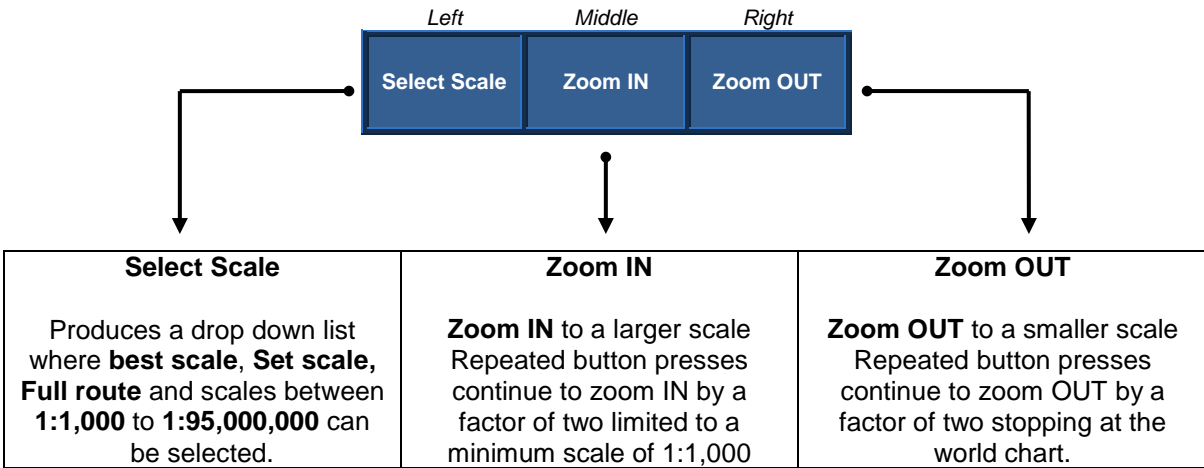 Left Middle Right
Select Scale Zoom IN Zoom OUT
Select Scale
Produces a drop down list
where best scale, Set scale,
Full route and scales between
1:1,000 to 1:95,000,000 can
be selected.
Zoom IN
Zoom IN to a larger scale
Repeated button presses
continue to zoom IN by a
factor of two limited to a
minimum scale of 1:1,000
Zoom OUT
Zoom OUT to a smaller scale
Repeated button presses
continue to zoom OUT by a
factor of two stopping at the
world chart.